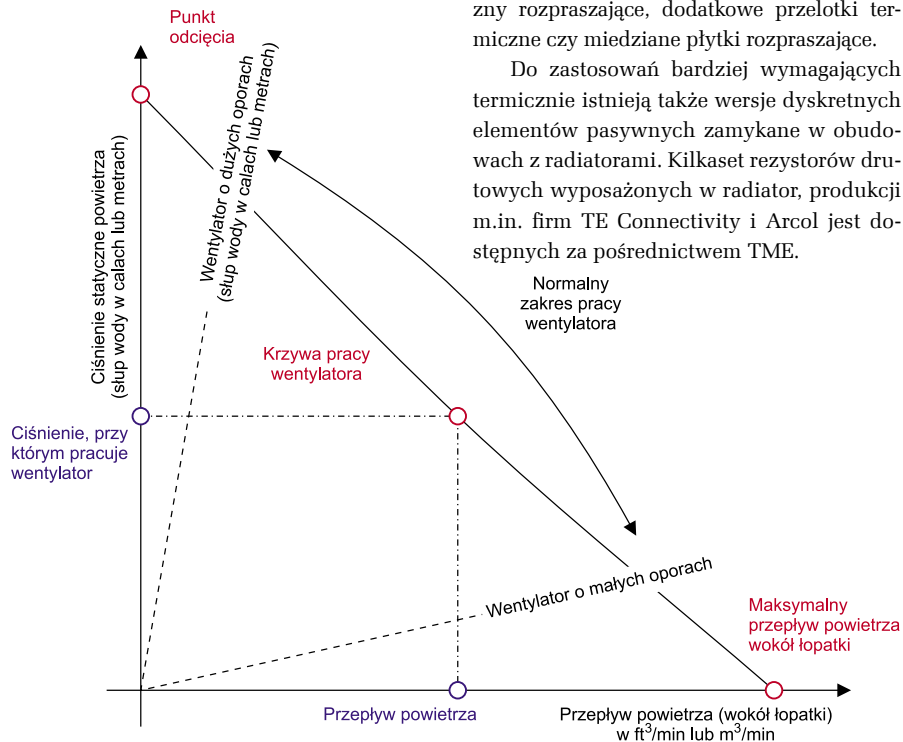 zny rozpraszające, dodatkowe przelotki ter-
miczne czy miedziane płytki rozpraszające.
Do zastosowań bardziej wymagających
termicznie istnieją także wersje dyskretnych
elementów pasywnych zamykane w obudo-
wach z radiatorami. Kilkaset rezystorów dru-
towych wyposażonych w radiator, produkcji
m.in. firm TE Connectivity i Arcol jest do-
stępnych za pośrednictwem TME.
Punkt
odcięcia
Ciśnienie statyczne powietrza
(słup wody w calach lub metrach)
Wentylator o dużych oporach
(słup wody w calach lub metrach)
Normalny
zakres pracy
wentylatora
Krzywa pracy
wentylatora
Ciśnienie, przy
którym pracuje
wentylator
Wentylator o małych oporach
Maksymalny
przepływ powietrza
wokół łopatki
Przepływ powietrza
Przepływ powietrza (wokół łopatki)
w ft³/min lub m³/min